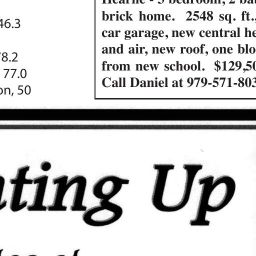 46.3
78.2
77.0
on, 50
Hearne - 3 bedroom, 2 ba
brick home. 2548 sq. ft.,
car garage, new central he
and air, new roof, one blo
from new school. $129,50
Call Daniel at 979-571-803
ting Up